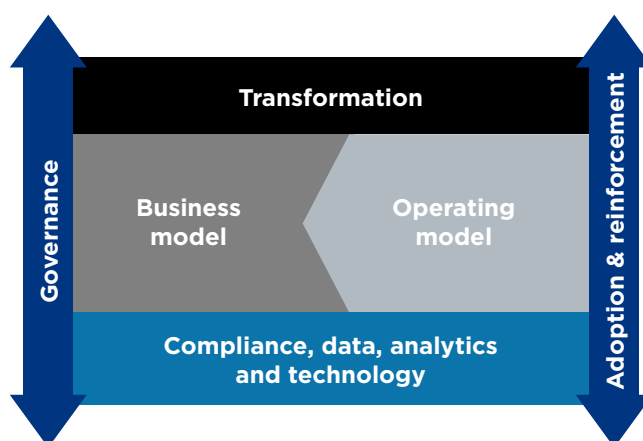 Transformation
Governance
Business
model
Operating
model
Adoption & reinforcement
Compliance, data, analytics
and technology